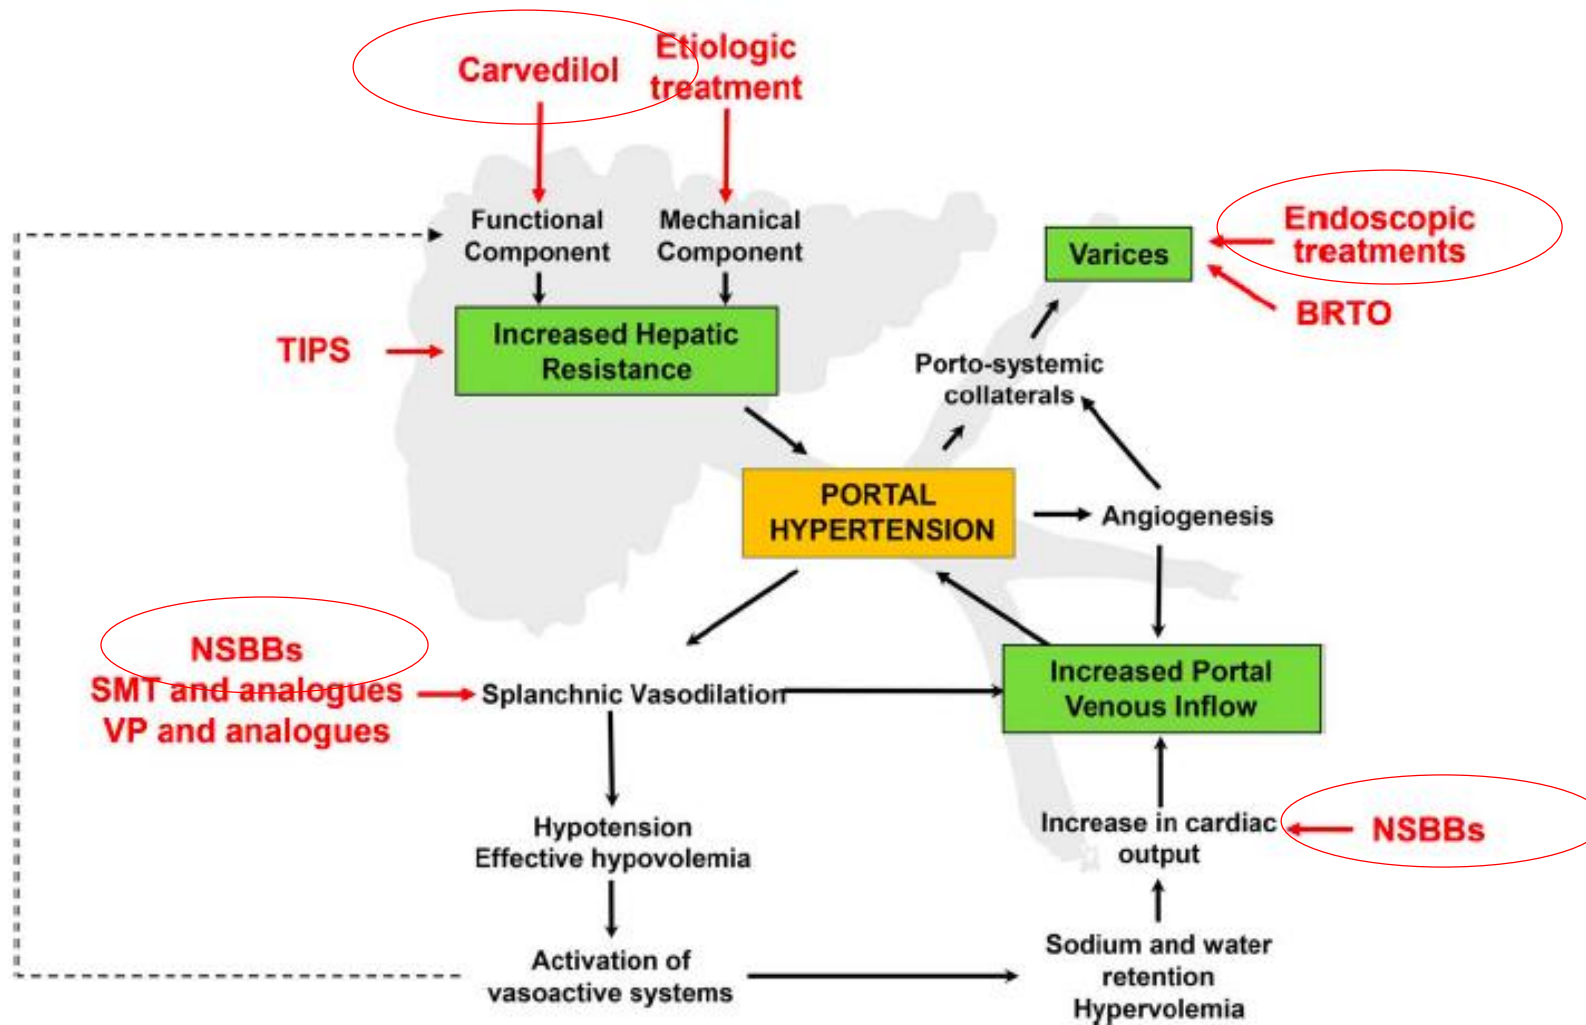 Carvedilol
Etiologic
treatment
Functional
Component
Mechanical
Component
Endoscopic
treatments
Varices
BRTO
TIPS
Increased Hepatic
Resistance
Porto-systemic
collaterals
PORTAL
HYPERTENSION
Angiogenesis
NSBBs
SMT and analogues
VP and analogues
Splanchnic Vasodilation
Increased Portal
Venous Inflow
Hypotension
Effective hypovolemia
Increase in cardiac
output
NSBBs
Activation of
vasoactive systems
Sodium and water
retention
Hypervolemia